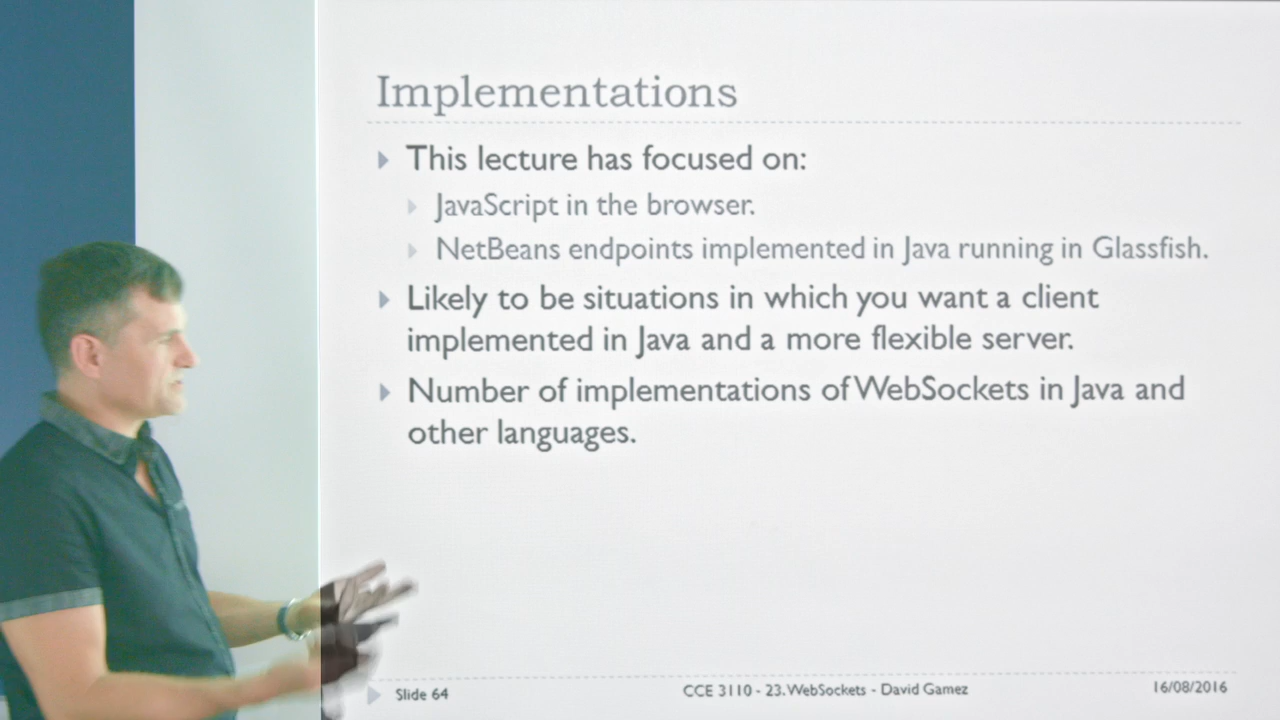 Implementations
This lecture has focused on:
JavaScript in the browser.
NetBeans endpoints implemented in Java running in Glassfish.
Likely to be situations in which you want a client
implemented in Java and a more flexible server.
Number of implementations of WebSockets in Java and
other languages.
Slide 64
CCE 3110 - 23. WebSockets - David Gamez
16/08/2016